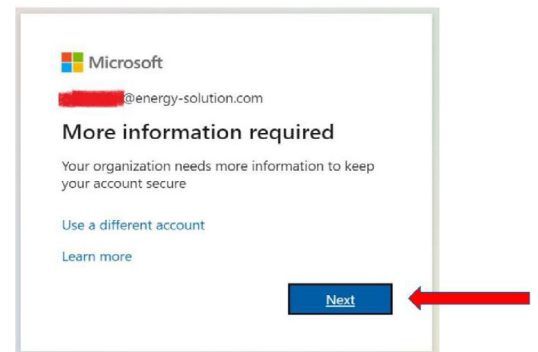 Microsoft
@energy-solution.com
More information required
Your organization needs more information to keep
your account secure
Use a different account
Learn more
Next